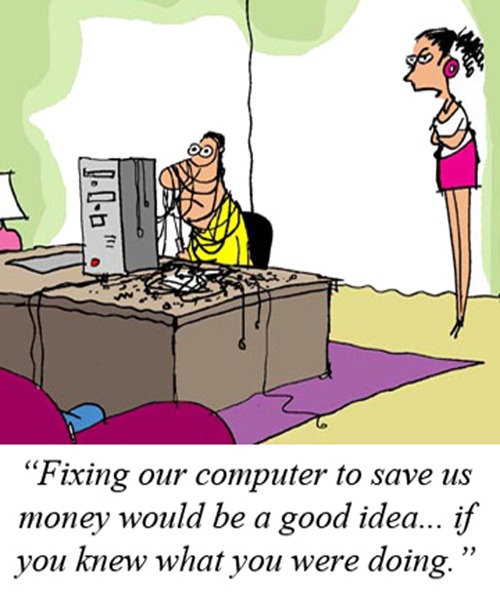 “Fixing our computer to save us
money would be a good idea... if
you knew what you were doing.”